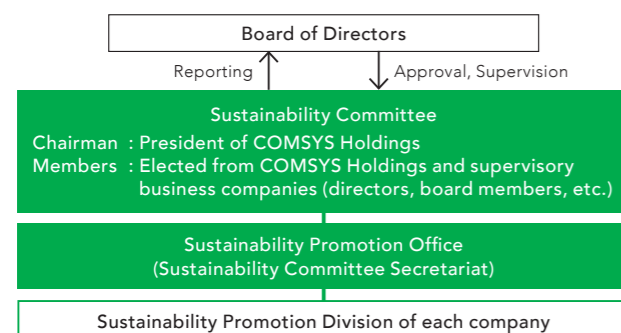 Board of Directors
Reporting
Approval, Supervision
Sustainability Committee
Chairman : President of COMSYS Holdings
Members : Elected from COMSYS Holdings and supervisory
business companies (directors, board members, etc.)
Sustainability Promotion Office
(Sustainability Committee Secretariat)
Sustainability Promotion Division of each company